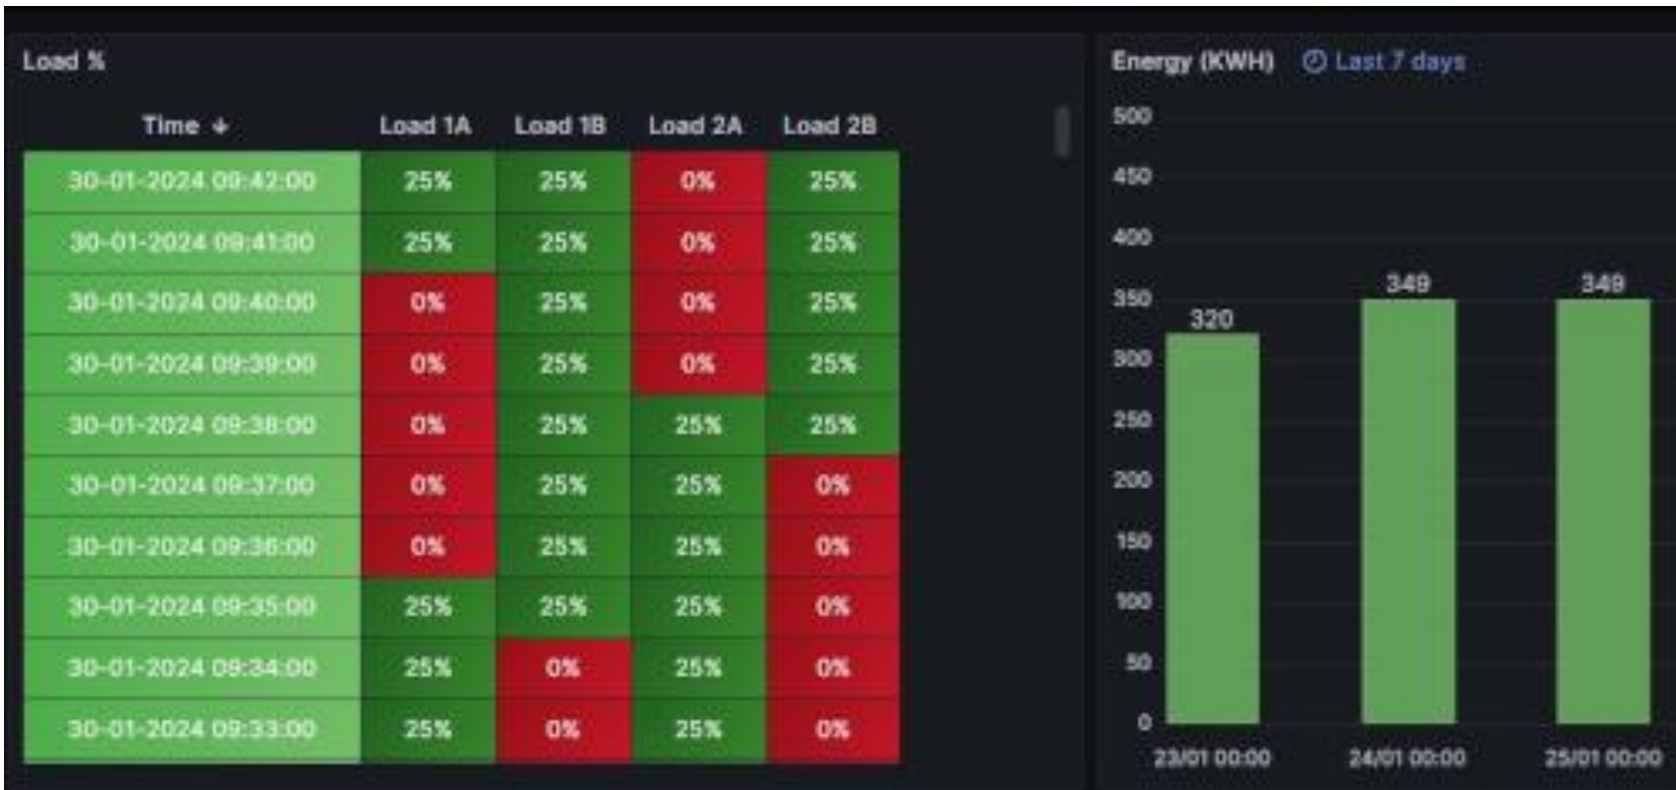 Load %
Time ↓ Load 1A Load 1B Load 2A Load 2B
30-01-2024 09:42:00 25% 25% 0% 25%
30-01-2024 09:41:00 25% 25% 0% 25%
30-01-2024 09:40:00 0% 25% 0% 25%
30-01-2024 09:39:00 0% 25% 0% 25%
30-01-2024 09:38:00 0% 25% 25% 25%
30-01-2024 09:37:00 0% 25% 25% 0%
30-01-2024 09:36:00 0% 25% 25% 0%
30-01-2024 09:35:00 25% 25% 25% 0%
30-01-2024 09:34:00 25% 0% 25% 0%
30-01-2024 09:33:00 25% 0% 25% 0%
Energy (KWH) Last 7 days
500
450
400
350
300
250
200
150
100
50
0
320 349 349
23/01 00:00 24/01 00:00 25/01 00:00